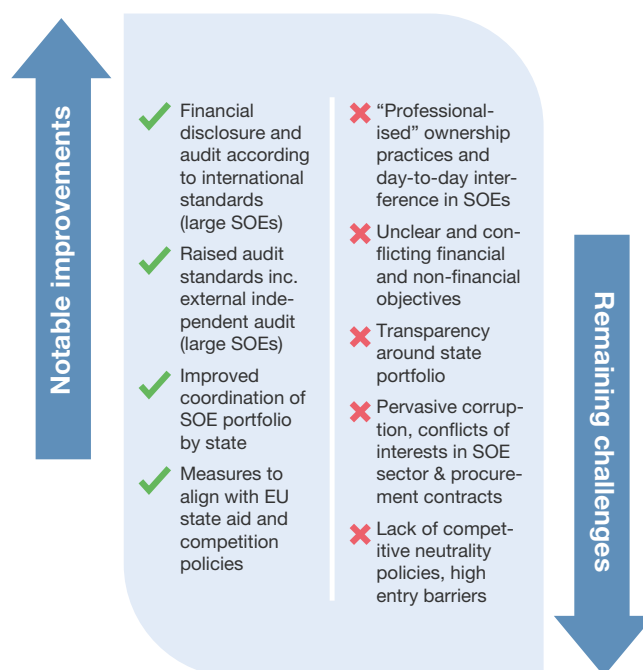 Notable improvements
Financial
disclosure and
audit according
to international
standards
(large SOEs)
Raised audit
standards inc.
external inde-
pendent audit
(large SOEs)
Improved
coordination of
SOE portfolio
by state
Measures to
align with EU
state aid and
competition
policies
“Professional-
ised” ownership
practices and
day-to-day inter-
ference in SOEs
Unclear and con-
flicting financial
and non-financial
objectives
Transparency
around state
portfolio
Pervasive corrup-
tion, conflicts of
interests in SOE
sector & procure-
ment contracts
Lack of compet-
itive neutrality
policies, high
entry barriers
Remaining challenges